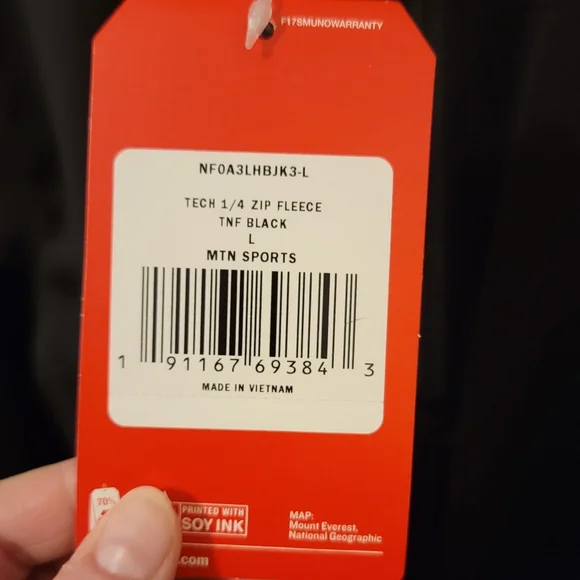 F17SMUNOWARRANTY
NF0A3LHBJK3-L
TECH 1/4 ZIP FLEECE
TNF BLACK
L
MTN SPORTS
1 91167 69384 3
MADE IN VIETNAM
70%
PRINTED WITH
SOY INK
MAP:
Mount Everest,
National Geographic
.com